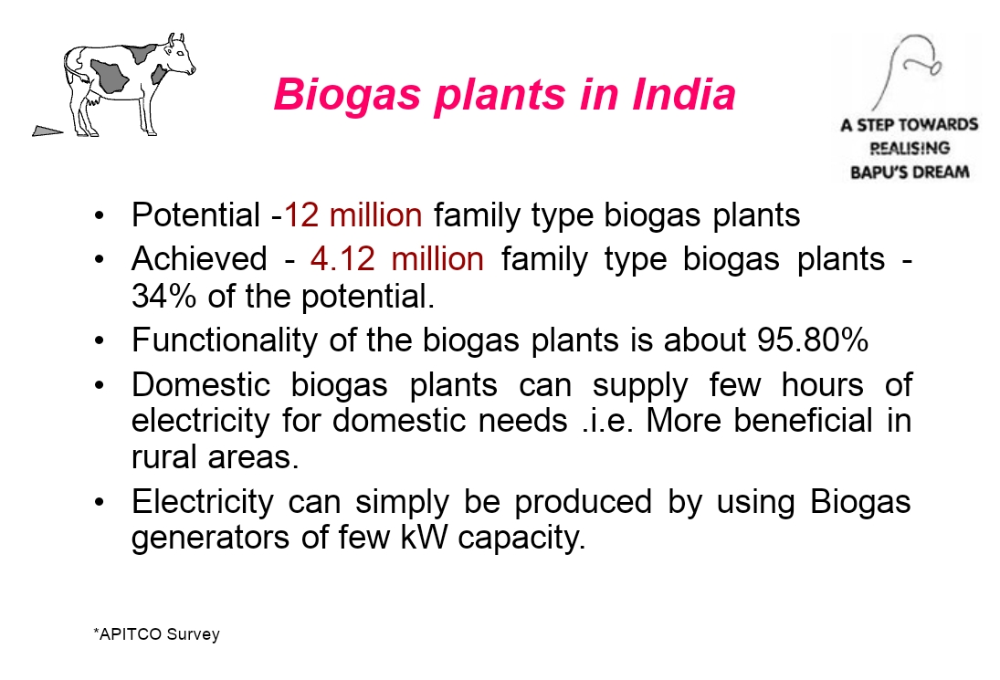 Biogas plants in India
A STEP TOWARDS
REALISING
BAPU'S DREAM
• Potential -12 million family type biogas plants
• Achieved - 4.12 million family type biogas plants -
34% of the potential.
• Functionality of the biogas plants is about 95.80%
• Domestic biogas plants can supply few hours of
electricity for domestic needs .i.e. More beneficial in
rural areas.
• Electricity can simply be produced by using Biogas
generators of few kW capacity.
*APITCO Survey